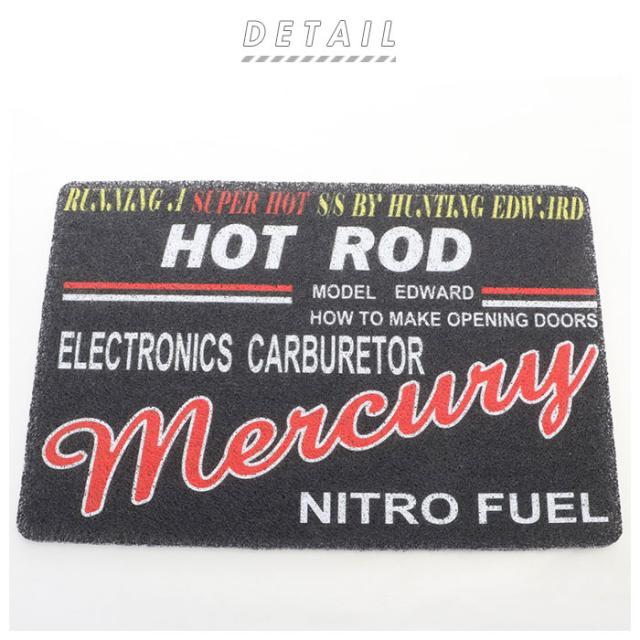 DETAIL
RUNNING A SUPER HOT S/S BY HUNTING EDWARD
HOT ROD
MODEL EDWARD
HOW TO MAKE OPENING DOORS
ELECTRONICS CARBURETOR
Mercury
NITRO FUEL